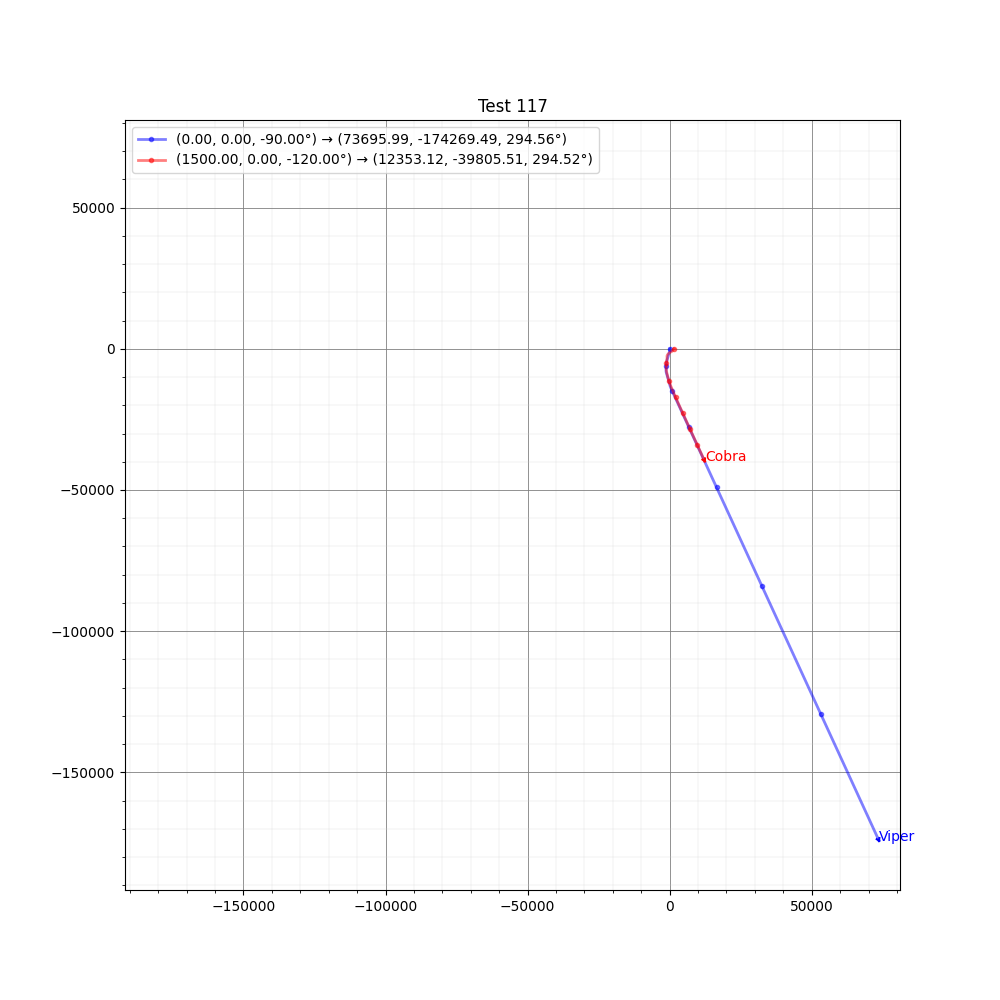 Test 117
(0.00, 0.00, -90.00°) → (73695.99, -174269.49, 294.56°)
(1500.00, 0.00, -120.00°) → (12353.12, -39805.51, 294.52°)
50000
0
−50000
−100000
−150000
Cobra
Viper
−150000
−100000
−50000
0
50000